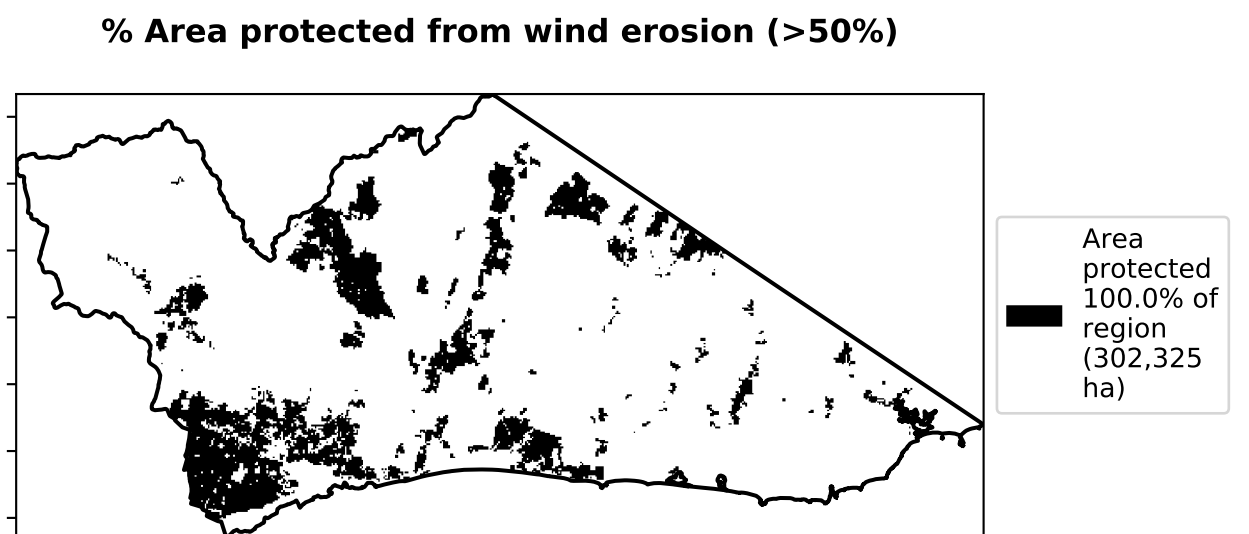 % Area protected from wind erosion (>50%)
Area
protected
100.0% of
region
(302,325
ha)